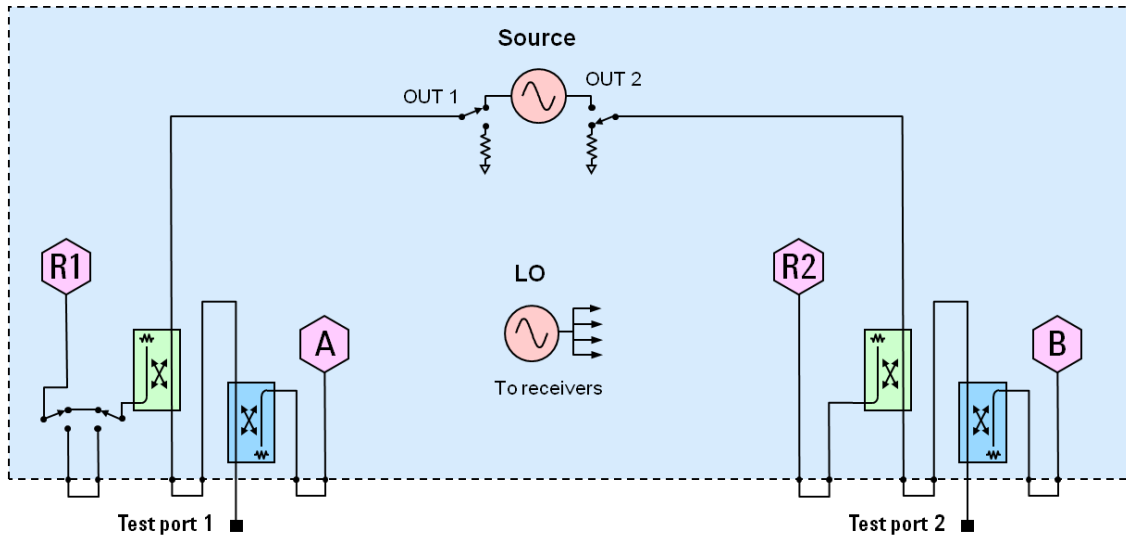 Source
OUT 1
OUT 2
R1
LO
R2
A
B
To receivers
Test port 1
Test port 2